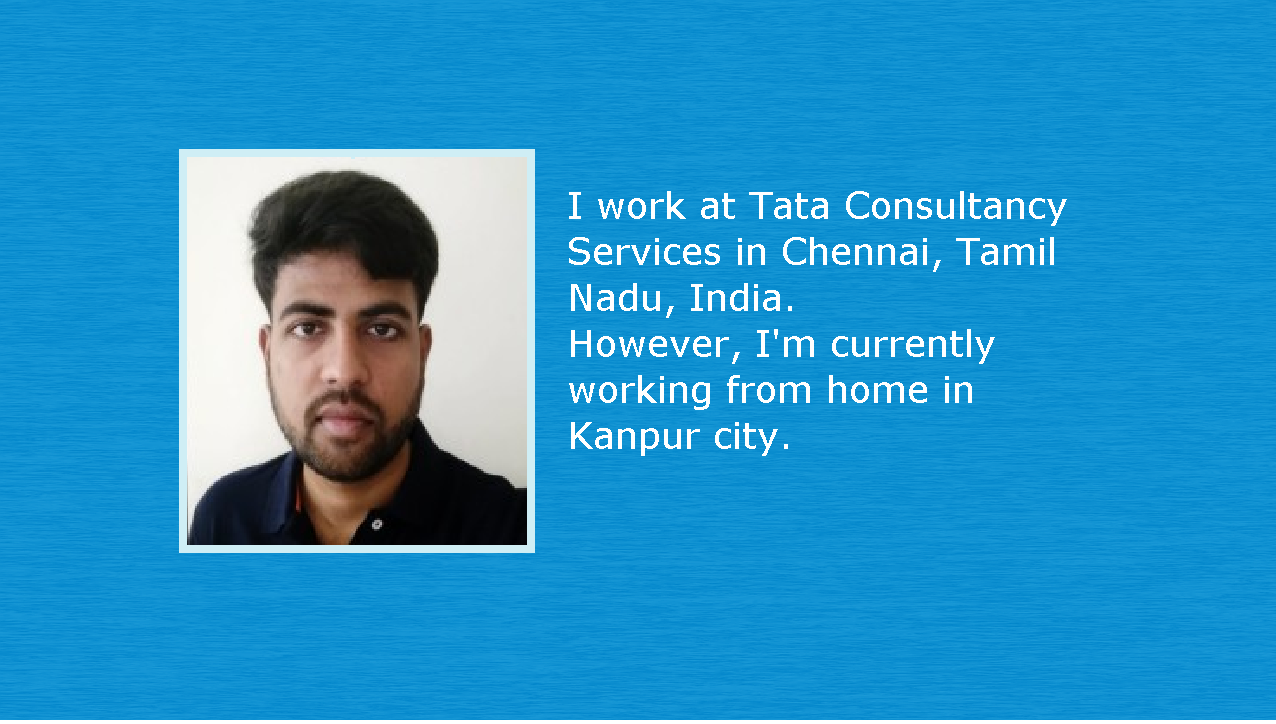 I work at Tata Consultancy
Services in Chennai, Tamil
Nadu, India.
However, I'm currently
working from home in
Kanpur city.